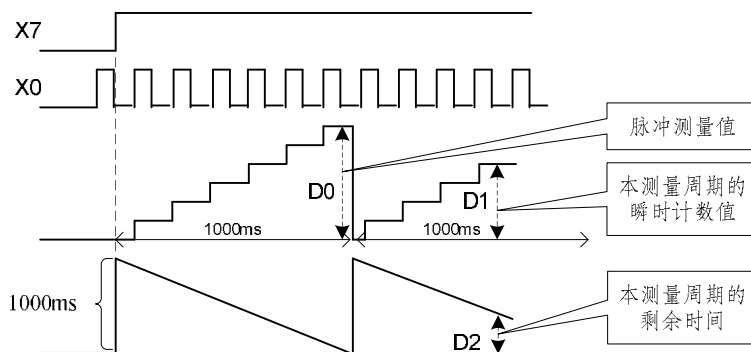 X7
X0
脉冲测量值
D0
D1
本测量周期的
瞬时计数值
1000ms
1000ms
1000ms
本测量周期的
剩余时间
D2